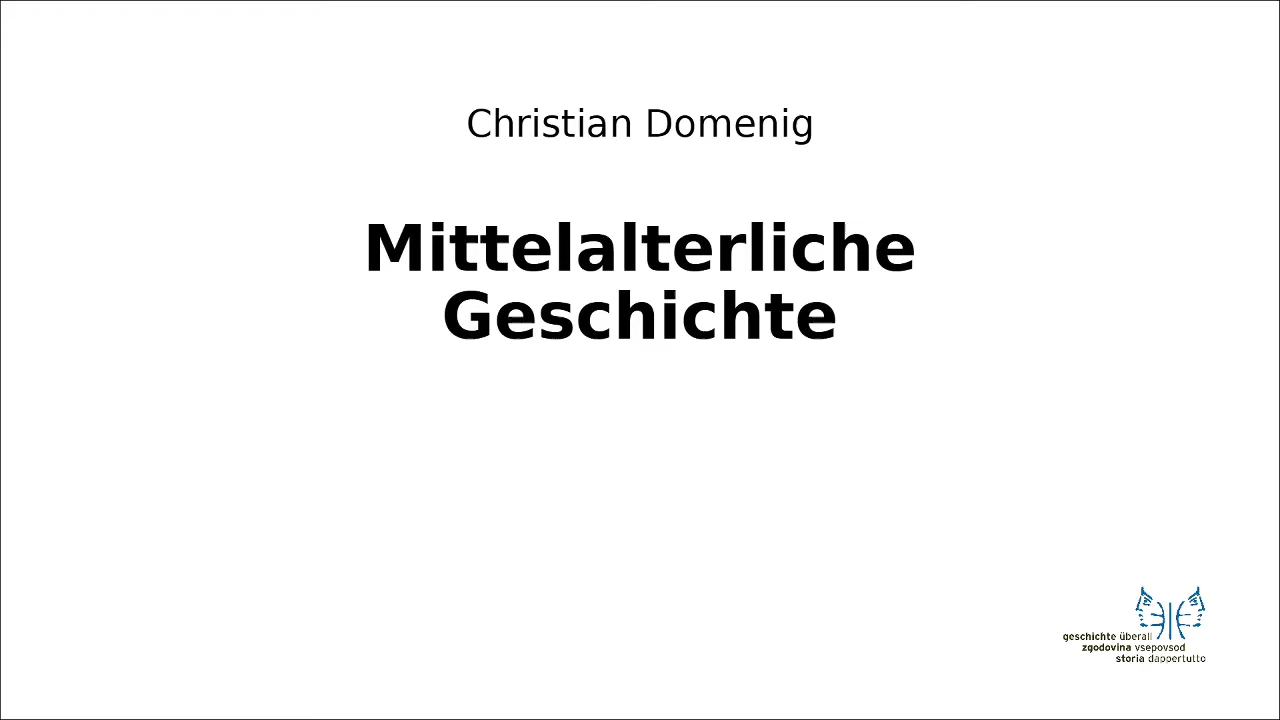 Christian Domenig
Mittelalterliche
Geschichte
geschichte überall
zgodovina vsepovsod
storia dappertutto